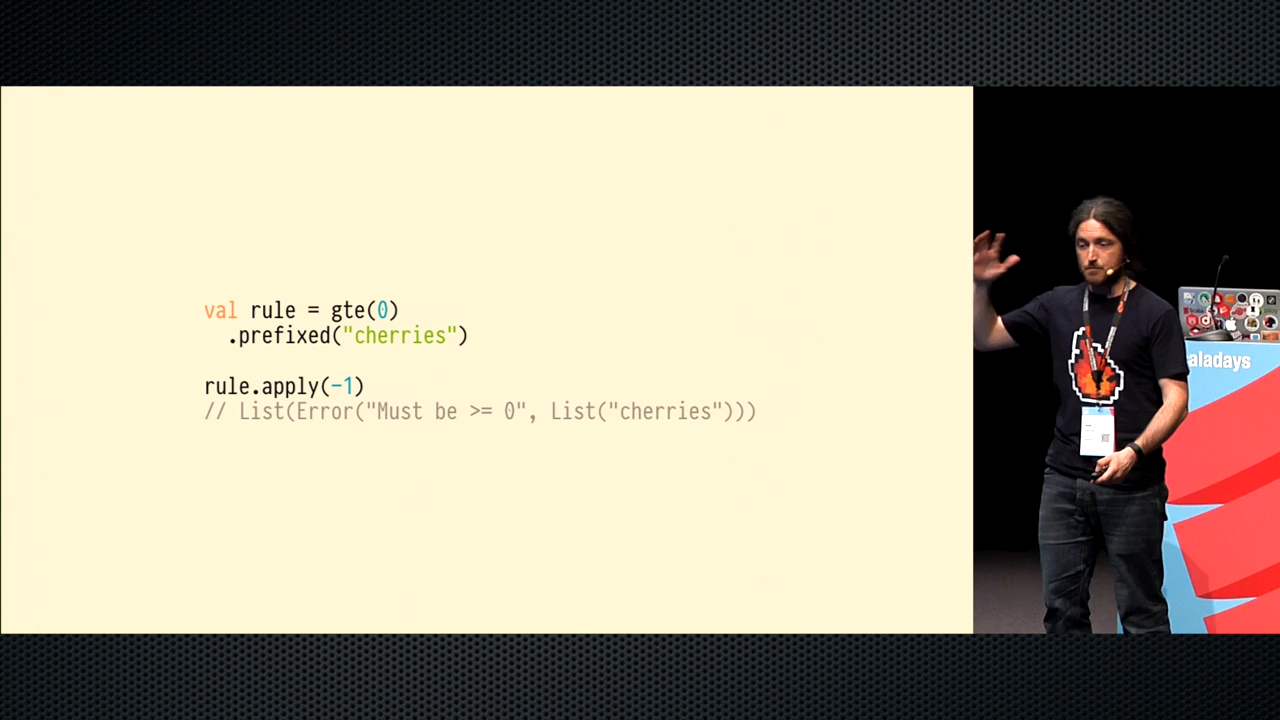 val rule = gte(0)
.prefixed("cherries")
rule.apply(-1)
// List(Error("Must be >= 0", List("cherries")))
aladays